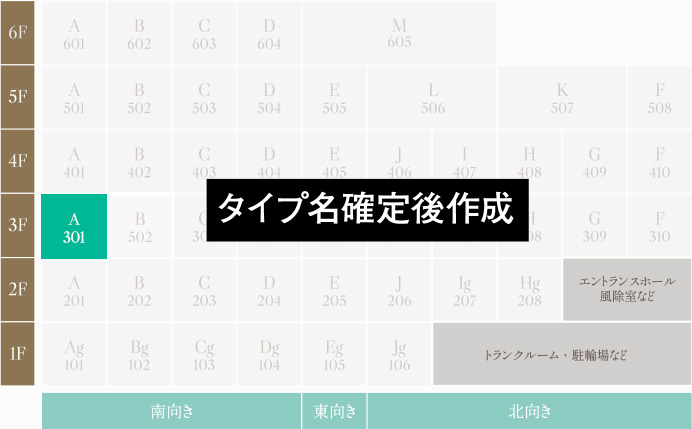 6F
A B C D M
601 602 603 604 605
5F
A B C D E L K F
501 502 503 504 505 506 507 508
4F
A B C D E J I H G F
401 402 403 404 405 406 407 408 409 410
タイプ名確定後作成
3F
A B G F
301 502 309 310
2F
A B C D E J Ig Hg エントランスホール
201 202 203 204 205 206 207 208 風除室など
1F
Ag Bg Cg Dg Eg Jg トランクルーム・駐輪場など
101 102 103 104 105 106
南向き 東向き 北向き